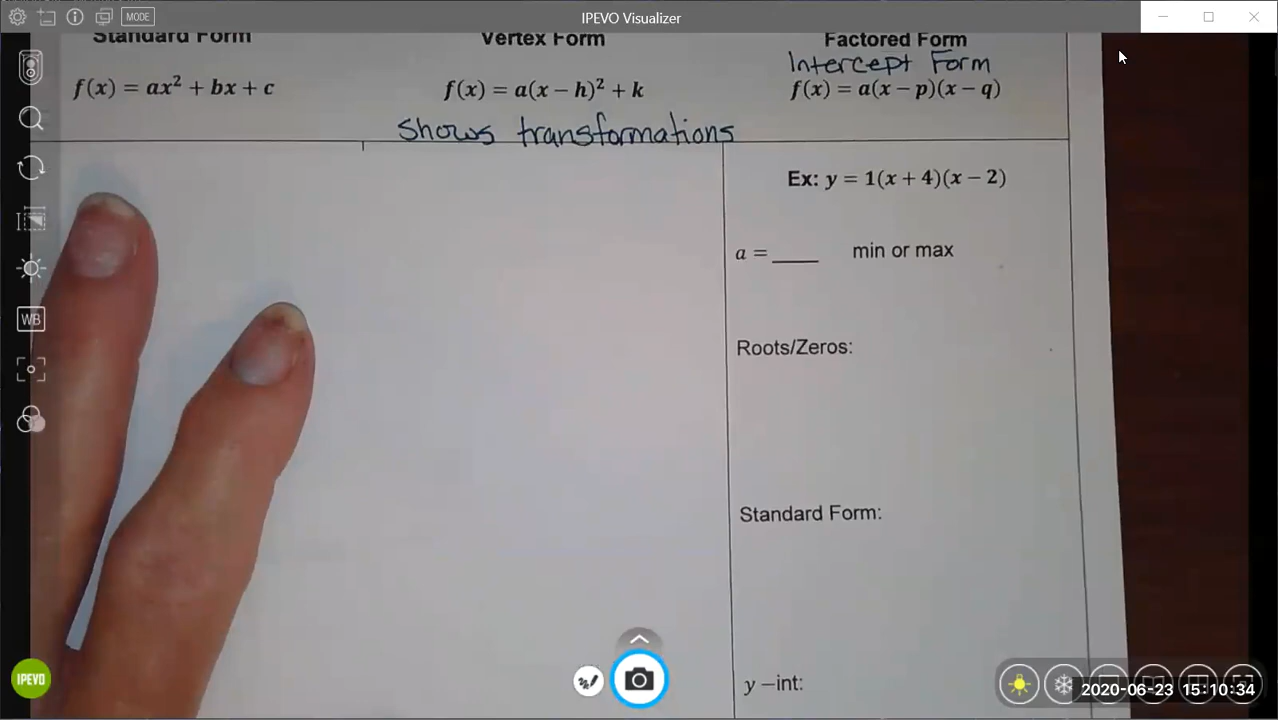 MODE
IPEVO Visualizer
Standard Form
Vertex Form
Factored Form
Intercept Form
f(x) = ax² + bx + c
f(x) = a(x − h)² + k
f(x) = a(x − p)(x − q)
shows transformations
Ex: y = 1(x + 4)(x − 2)
a = ____ min or max
WB
Roots/Zeros:
Standard Form:
y −int:
IPEVO
2020-06-23 15:10:34